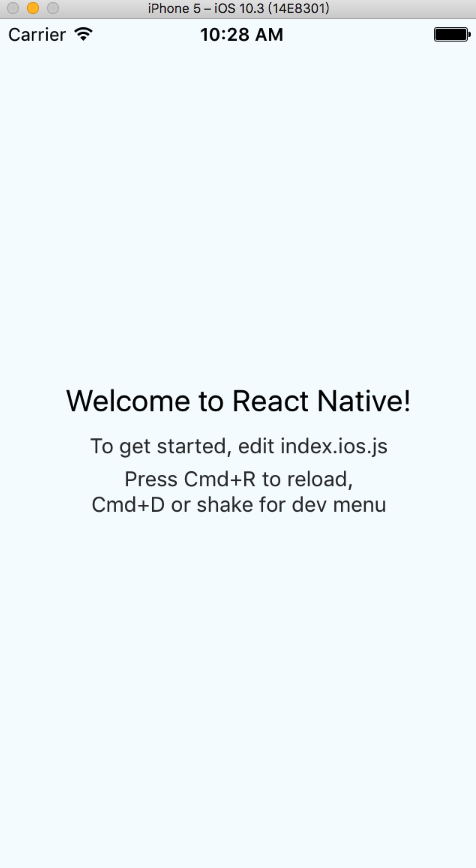 iPhone 5 – iOS 10.3 (14E8301)
Carrier 10:28 AM
Welcome to React Native!
To get started, edit index.ios.js
Press Cmd+R to reload,
Cmd+D or shake for dev menu